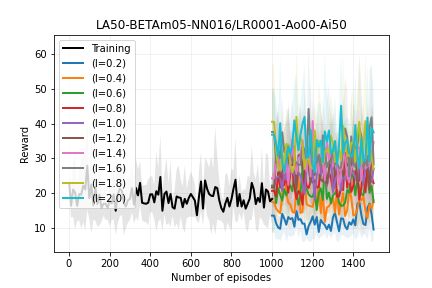 LA50-BETAm05-NN016/LR0001-Ao00-Ai50
Reward
60
50
40
30
20
10
Training
(l=0.2)
(l=0.4)
(l=0.6)
(l=0.8)
(l=1.0)
(l=1.2)
(l=1.4)
(l=1.6)
(l=1.8)
(l=2.0)
0 200 400 600 800 1000 1200 1400
Number of episodes